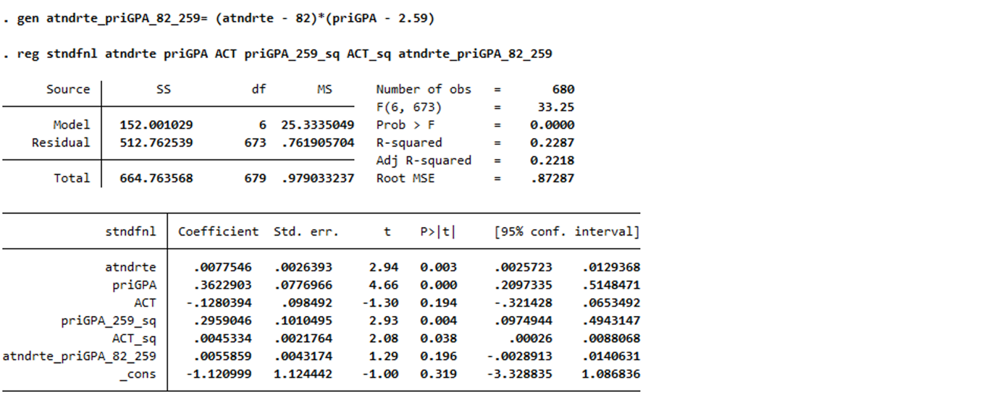 . gen atndrte_priGPA_82_259= (atndrte - 82)*(priGPA - 2.59)
. reg stndfnl atndrte priGPA ACT priGPA_259_sq ACT_sq atndrte_priGPA_82_259
Source SS df MS Number of obs = 680
F(6, 673) = 33.25
Model 152.001029 6 25.3335049 Prob > F = 0.0000
Residual 512.762539 673 .761905704 R-squared = 0.2287
Adj R-squared = 0.2218
Total 664.763568 679 .979033237 Root MSE = .87287
stndfnl Coefficient Std. err. t P>|t| [95% conf. interval]
atndrte .0077546 .0026393 2.94 0.003 .0025723 .0129368
priGPA .3622903 .0776966 4.66 0.000 .2097335 .5148471
ACT -.1280394 .098492 -1.30 0.194 -.321428 .0653492
priGPA_259_sq .2959046 .1010495 2.93 0.004 .0974944 .4943147
ACT_sq .0045334 .0021764 2.08 0.038 .00026 .0088068
atndrte_priGPA_82_259 .0055859 .0043174 1.29 0.196 -.0028913 .0140631
_cons -1.120999 1.124442 -1.00 0.319 -3.328835 1.086836